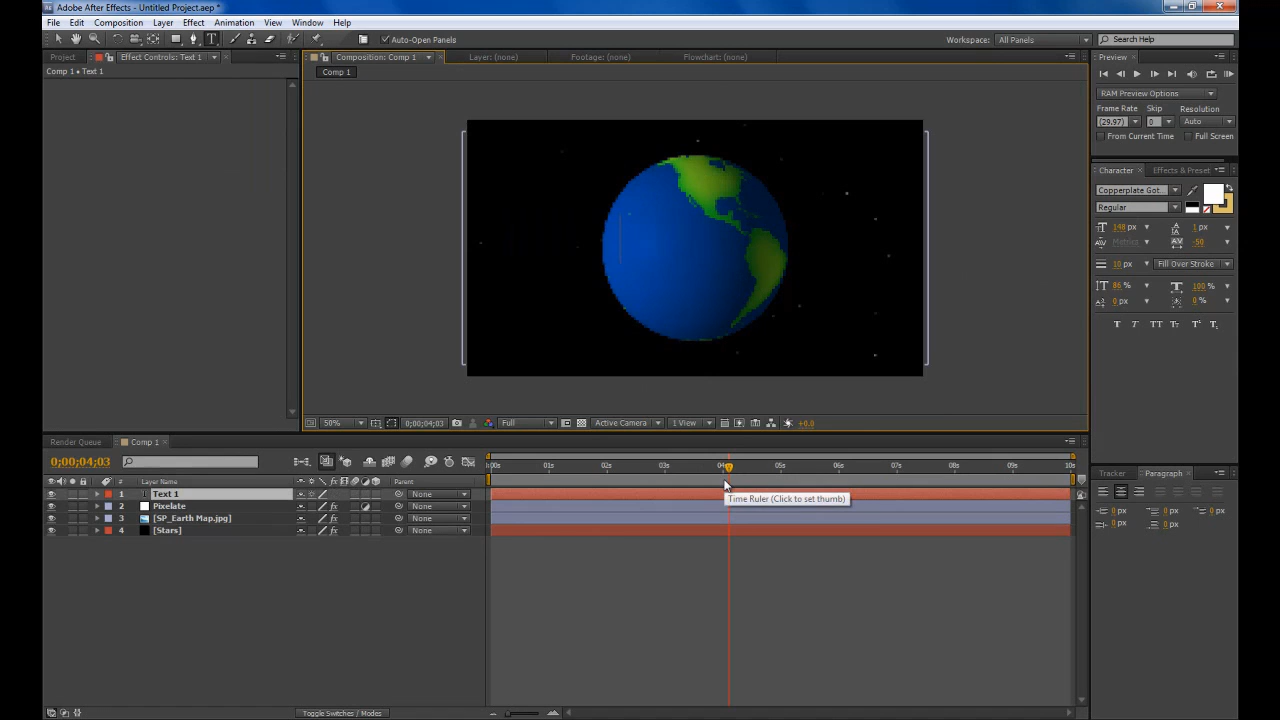 Adobe After Effects - Untitled Project.aep *
File Edit Composition Layer Effect Animation View Window Help
Auto-Open Panels
Workspace: All Panels
Search Help
Project
Effect Controls: Text 1
Composition: Comp 1
Layer: (none)
Footage: (none)
Flowchart: (none)
Preview
Comp 1 • Text 1
Comp 1
RAM Preview Options
Frame Rate Skip Resolution
(29.97) 0 Auto
From Current Time Full Screen
Character
Effects & Preset
Copperplate Got...
Regular
148 px 1 px
Metrics -50
10 px Fill Over Stroke
86 % 100 %
0 px 0 %
T T TT Tт T' T,
50% 0;00;04;03 Full Active Camera 1 View +0.0
Render Queue
Comp 1
0;00;04;03
:00s 01s 02s 03s 04s 05s 06s 07s 08s 09s 10s
# Layer Name Parent
1 T Text 1 None
2 Pixelate None
3 [SP_Earth Map.jpg] None
4 [Stars] None
Time Ruler (Click to set thumb)
Tracker
Paragraph
0 px 0 px 0 px
0 px 0 px
Toggle Switches / Modes